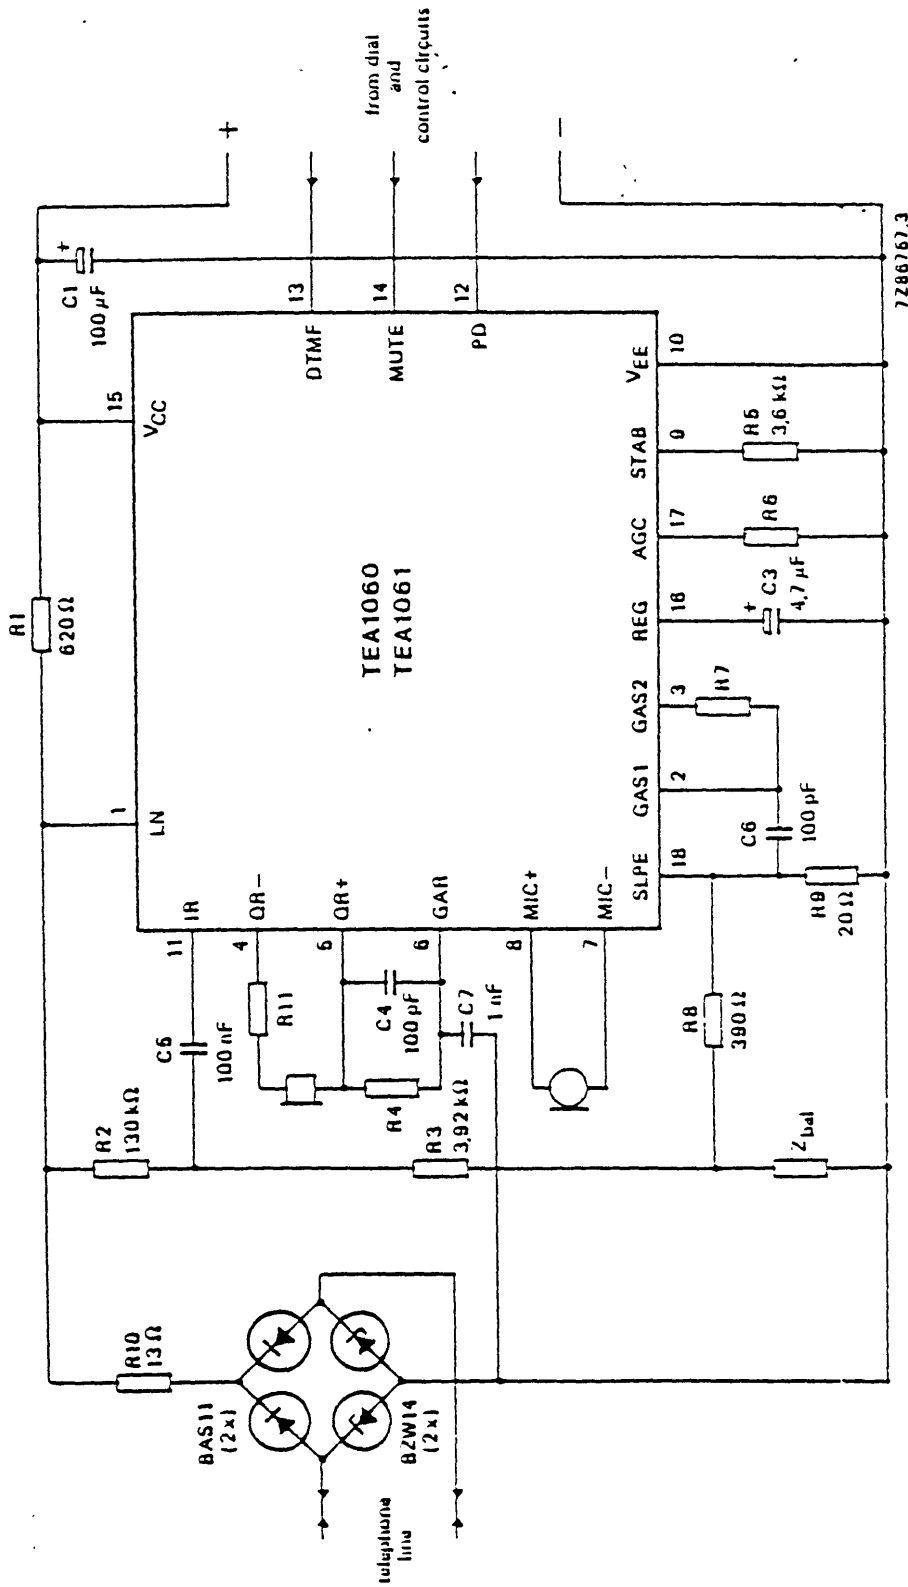 telephone
line
BAS11
(2x)
BZW14
(2x)
R10
13 Ω
R2
130 kΩ
R3
3,92 kΩ
Zbal
C5
100 nF
R11
R4
C4
100 pF
C7
1 nF
R8
390 Ω
R9
20 Ω
C6
100 pF
R7
C3
4,7 µF
+
R6
R5
3,6 kΩ
R1
620 Ω
C1
100 µF
+
11
IR
4
QR−
5
QR+
6
GAR
8
MIC+
7
MIC−
1
LN
15
VCC
TEA1060
TEA1061
SLPE
18
GAS1
2
GAS2
3
REG
16
AGC
17
STAB
9
VEE
10
DTMF
13
MUTE
14
PD
12
+
−
from dial
and
control circuits
7Z86767.3